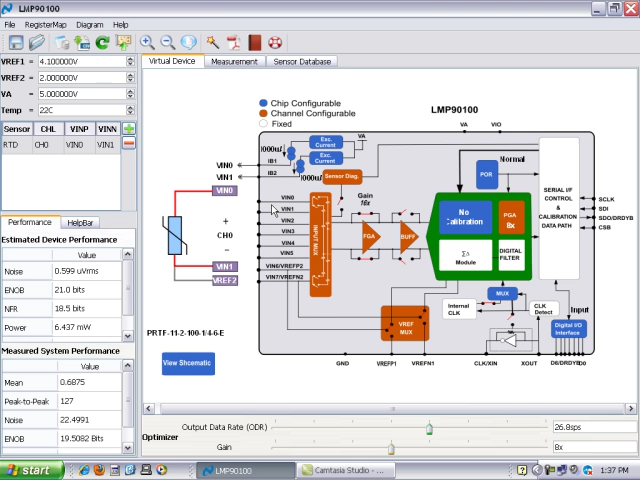 LMP90100
File RegisterMap Diagram Help
VREF1 = 4.100000V
VREF2 = 2.000000V
VA = 5.000000V
Temp = 22C
Sensor CHL VINP VINN
RTD CH0 VIN0 VIN1
Performance HelpBar
Estimated Device Performance
Value
Noise 0.599 uVrms
ENOB 21.0 bits
NFR 18.5 bits
Power 6.437 mW
Measured System Performance
Value
Mean 0.6875
Peak-to-Peak 127
Noise 22.4991
ENOB 19.5082 Bits
Virtual Device Measurement Sensor Database
Chip Configurable
Channel Configurable
Fixed
LMP90100
VA VIO
Exc. Current
VA
1000uA
IB1
Exc. Current
IB2
1000uA
Sensor Diag.
VIN0
VIN1
VIN0
+
CH0
−
VIN1
VREF2
VIN0
VIN1
VIN2
VIN3
VIN4
VIN5
VIN6/VREFP2
VIN7/VREFN2
INPUT MUX
Gain
16x
FGA
BUFF
No Calibration
PGA
8x
ΣΔ Module
DIGITAL FILTER
POR
Normal
SERIAL I/F
CONTROL
&
CALIBRATION
DATA PATH
SCLK
SDI
SDO/DRDYB
CSB
MUX
Internal CLK
CLK Detect
Input
Digital I/O Interface
VREF MUX
PRTF-11-2-100-1/4-6-E
View Shcematic
GND VREFP1 VREFN1 CLK/XIN XOUT D6/DRDYB D0
Output Data Rate (ODR) 26.8sps
Optimizer
Gain 8x
start LMP90100 Camtasia Studio - ... 1:37 PM